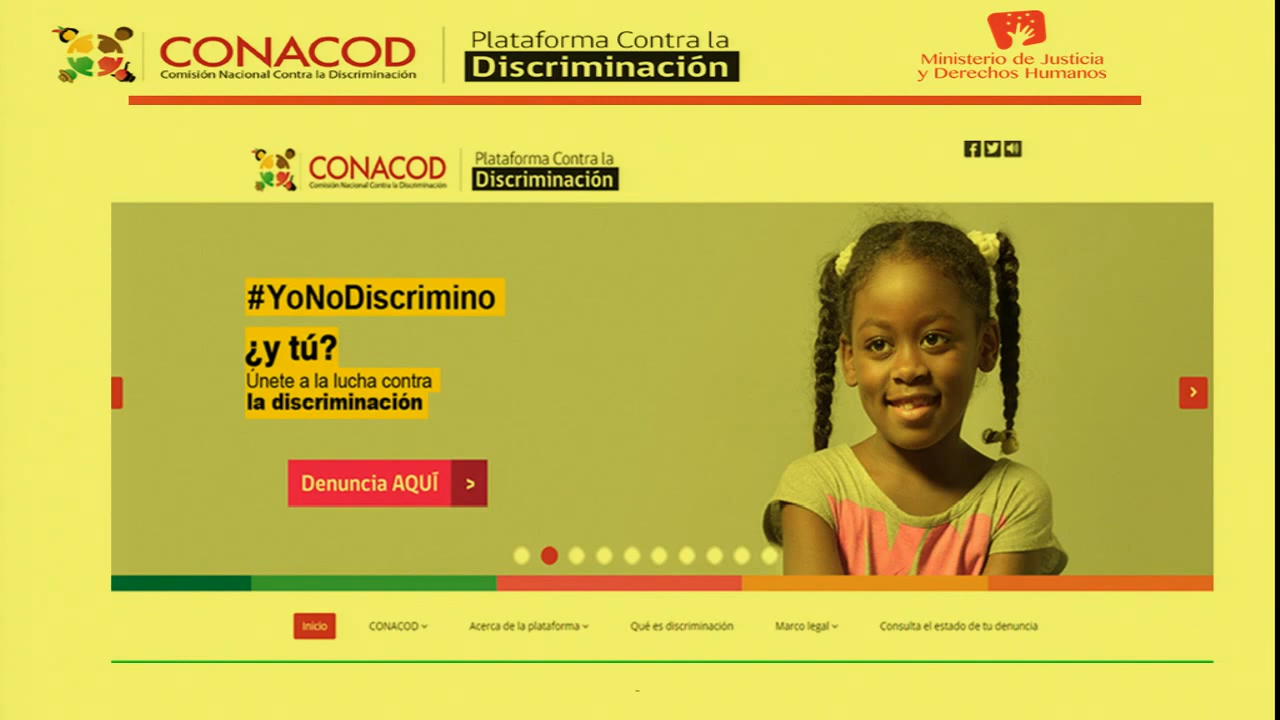 CONACOD
Comisión Nacional Contra la Discriminación
Plataforma Contra la
Discriminación
Ministerio de Justicia
y Derechos Humanos
CONACOD
Comisión Nacional Contra la Discriminación
Plataforma Contra la
Discriminación
#YoNoDiscrimino
¿y tú?
Únete a la lucha contra
la discriminación
Denuncia AQUÍ >
Inicio CONACOD Acerca de la plataforma Qué es discriminación Marco legal Consulta el estado de tu denuncia